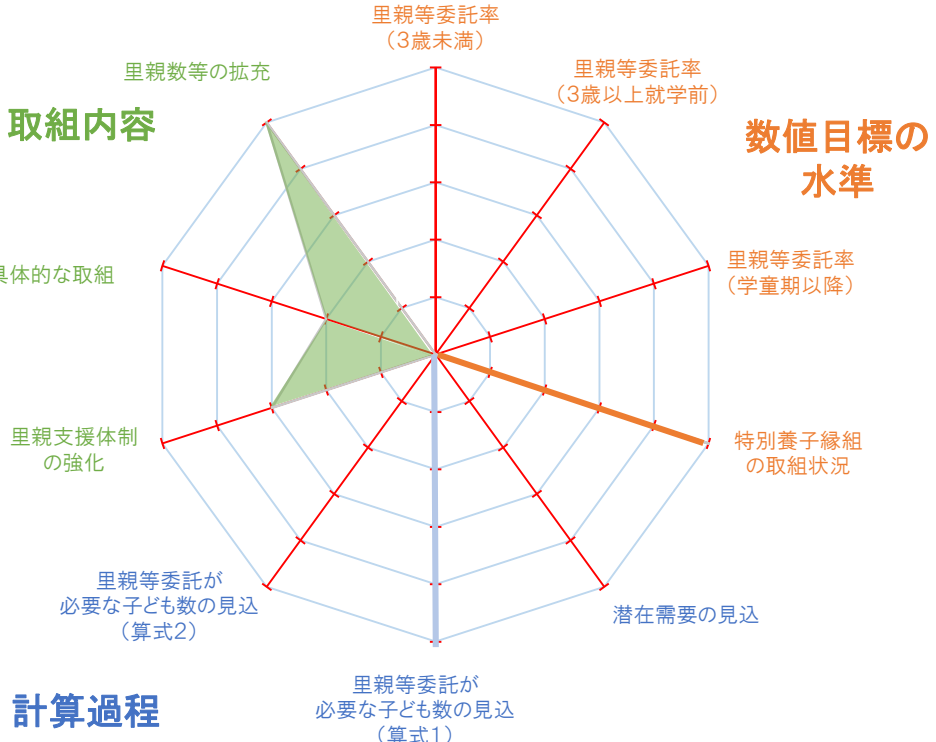 里親等委託率
（3歳未満）
里親数等の拡充
里親等委託率
（3歳以上就学前）
取組内容
数値目標の
水準
具体的な取組
里親等委託率
（学童期以降）
里親支援体制
の強化
特別養子縁組
の取組状況
里親等委託が
必要な子ども数の見込
（算式2）
潜在需要の見込
里親等委託が
必要な子ども数の見込
（算式1）
計算過程